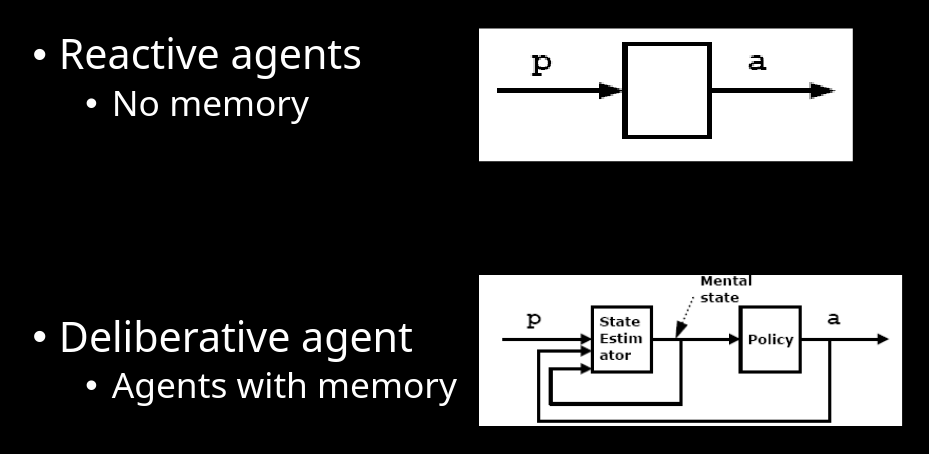 • Reactive agents
• No memory
p
a
• Deliberative agent
• Agents with memory
Mental
state
p
State
Estim
ator
Policy
a